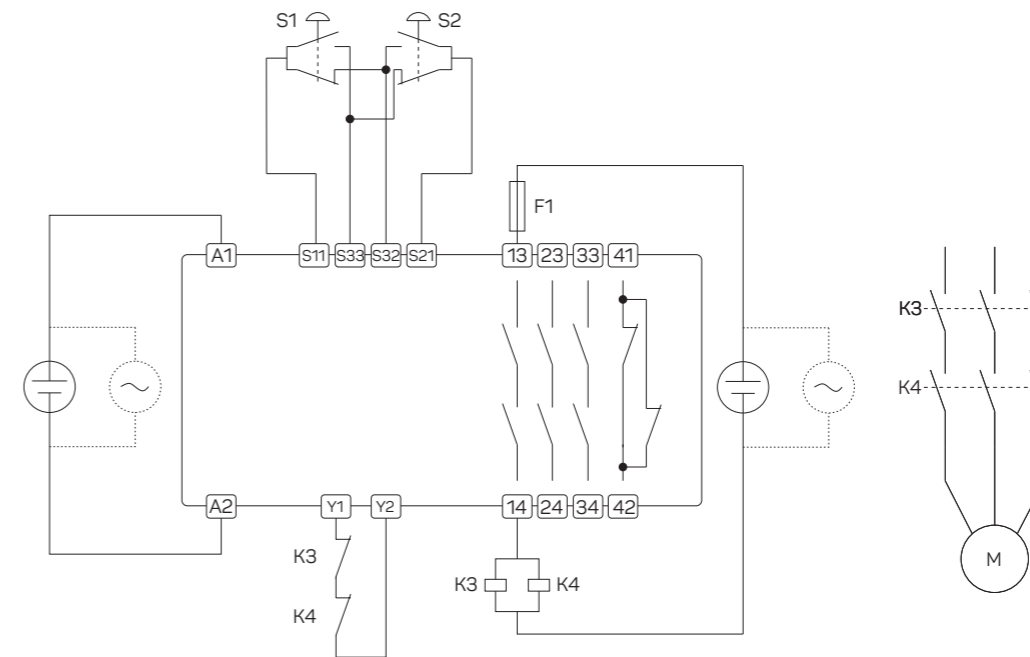 S1 S2
F1
A1 S11 S33 S32 S21 13 23 33 41
K3
K4
A2 Y1 Y2 14 24 34 42
K3 K3 K4 M
K4